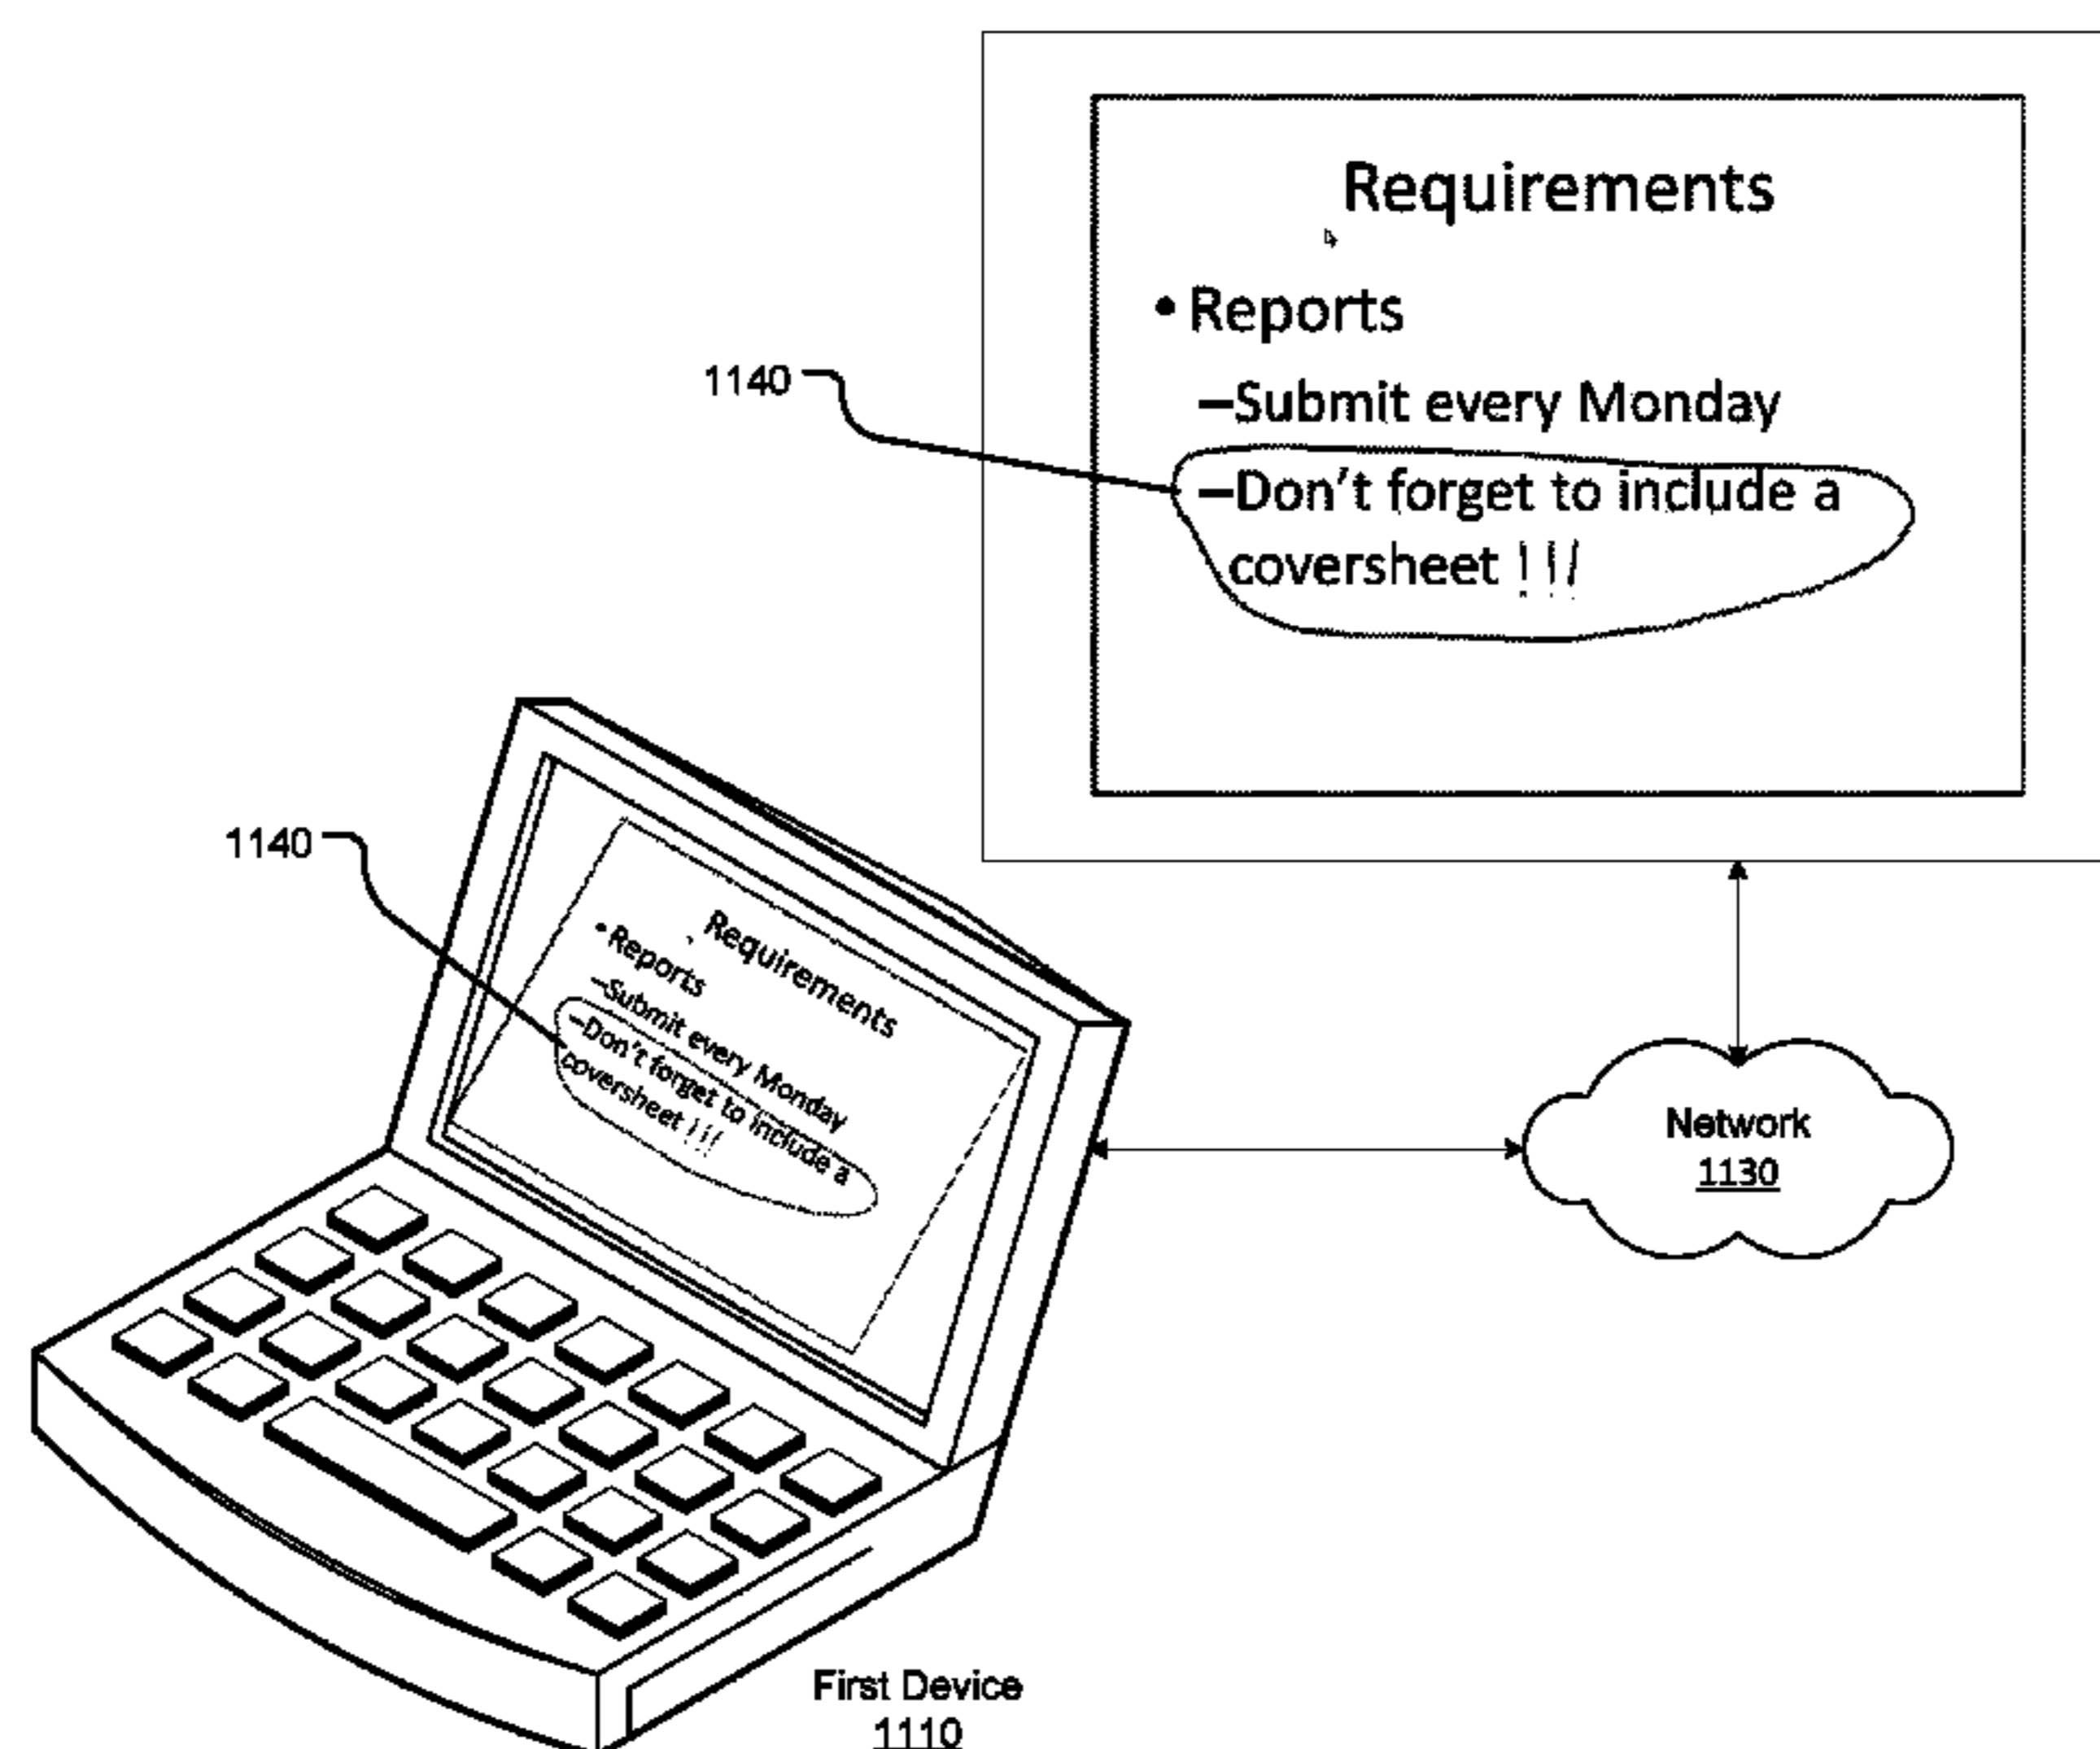 Requirements
• Reports
–Submit every Monday
–Don't forget to include a
coversheet !!!
1140
1140
Requirements
• Reports
–Submit every Monday
–Don't forget to include a
coversheet !!!
Network
1130
First Device
1110